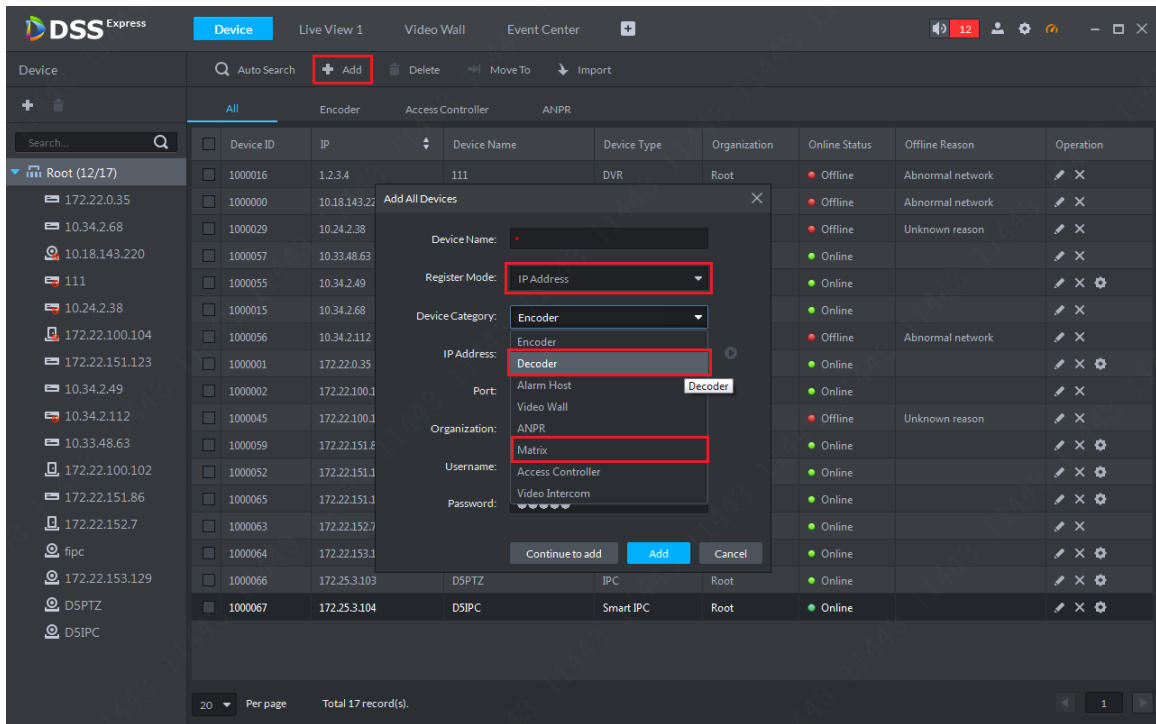 DSS Express
Device Live View 1 Video Wall Event Center
12
Device
Auto Search Add Delete Move To Import
All Encoder Access Controller ANPR
Search...
Device ID IP Device Name Device Type Organization Online Status Offline Reason Operation
Root (12/17)
172.22.0.35
10.34.2.68
10.18.143.220
111
10.24.2.38
172.22.100.104
172.22.151.123
10.34.2.49
10.34.2.112
10.33.48.63
172.22.100.102
172.22.151.86
172.22.152.7
fipc
172.22.153.129
D5PTZ
D5IPC
1000016 1.2.3.4 111 DVR Root Offline Abnormal network
1000000 10.18.143.22 Offline Abnormal network
1000029 10.24.2.38 Offline Unknown reason
1000057 10.33.48.63 Online
1000055 10.34.2.49 Online
1000015 10.34.2.68 Online
1000056 10.34.2.112 Offline Abnormal network
1000001 172.22.0.35 Online
1000002 172.22.100.1 Online
1000045 172.22.100.1 Offline Unknown reason
1000059 172.22.151.8 Online
1000052 172.22.151.1 Online
1000065 172.22.151.1 Online
1000063 172.22.152.7 Online
1000064 172.22.153.1 Online
1000066 172.25.3.103 D5PTZ IPC Root Online
1000067 172.25.3.104 D5IPC Smart IPC Root Online
Add All Devices
Device Name: *
Register Mode: IP Address
Device Category: Encoder
Encoder
IP Address:
Decoder
Decoder
Port:
Alarm Host
Video Wall
Organization:
ANPR
Matrix
Username:
Access Controller
Video Intercom
Password:
Continue to add Add Cancel
20 Per page Total 17 record(s). 1
11443